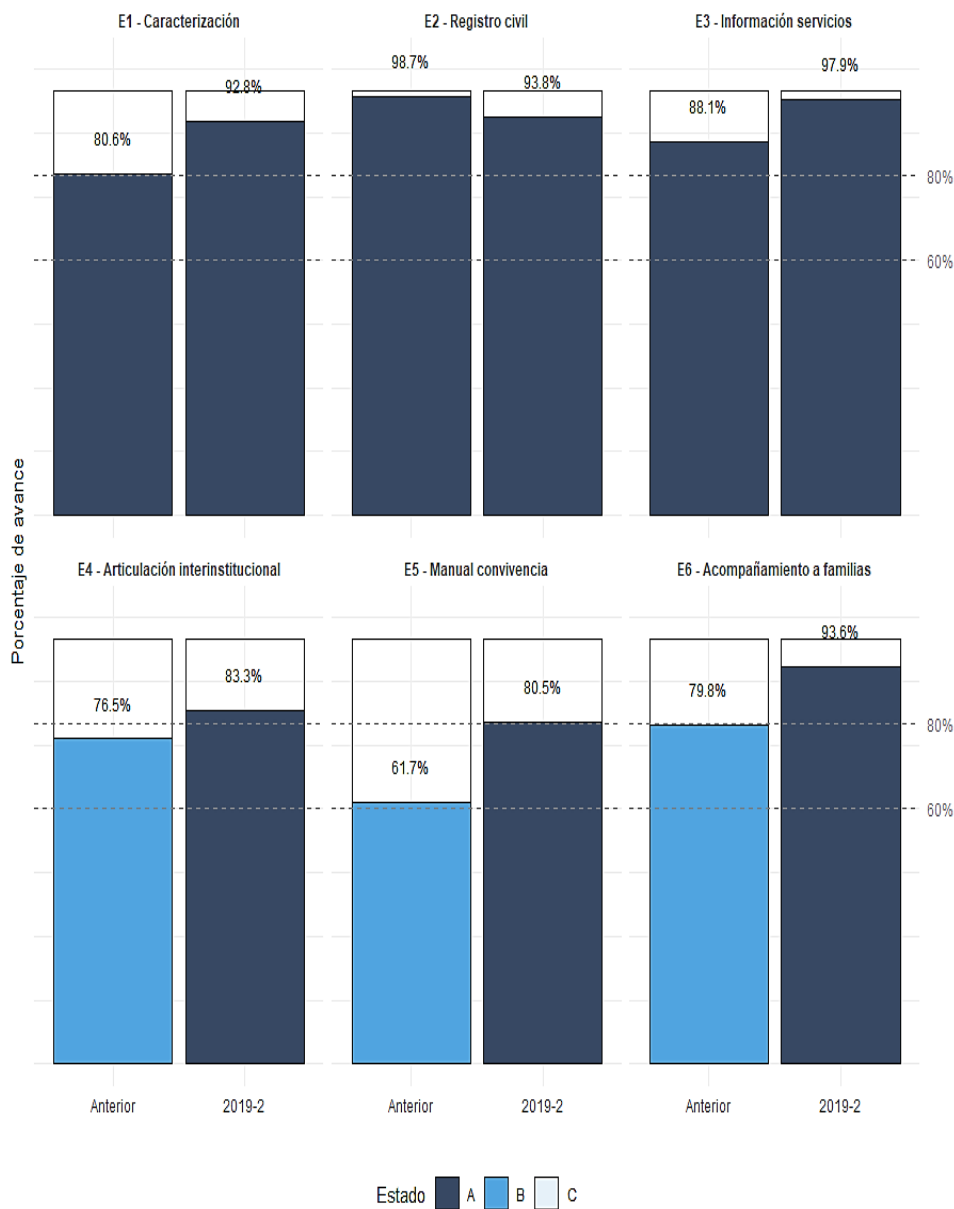 E1 - Caracterización
E2 - Registro civil
E3 - Información servicios
80.6%
92.8%
98.7%
93.8%
88.1%
97.9%
80%
60%
Porcentaje de avance
E4 - Articulación interinstitucional
E5 - Manual convivencia
E6 - Acompañamiento a familias
76.5%
83.3%
61.7%
80.5%
79.8%
93.6%
80%
60%
Anterior
2019-2
Anterior
2019-2
Anterior
2019-2
Estado A B C